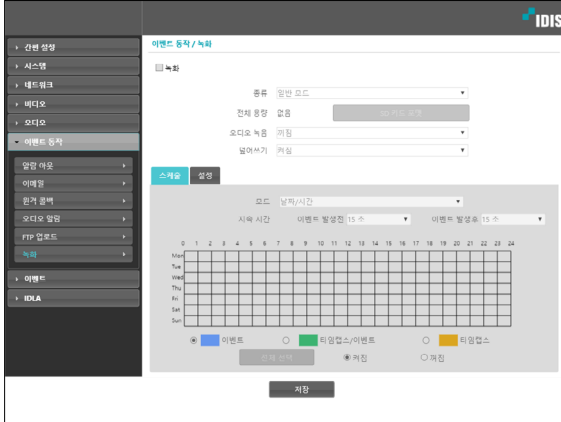 IDIS
간편 설정
시스템
네트워크
비디오
오디오
이벤트 동작
알람 아웃
이메일
원격 콜백
오디오 알람
FTP 업로드
녹화
이벤트
IDLA
이벤트 동작 / 녹화
녹화
종류 일반 모드
전체 용량 없음 SD 카드 포맷
오디오 녹음 꺼짐
덮어쓰기 켜짐
스케줄 설정
모드 날짜/시간
지속 시간 이벤트 발생전 15 초 이벤트 발생후 15 초
0 1 2 3 4 5 6 7 8 9 10 11 12 13 14 15 16 17 18 19 20 21 22 23 24
Mon
Tue
Wed
Thu
Fri
Sat
Sun
이벤트 타임랩스/이벤트 타임랩스
전체 선택 켜짐 꺼짐
저장